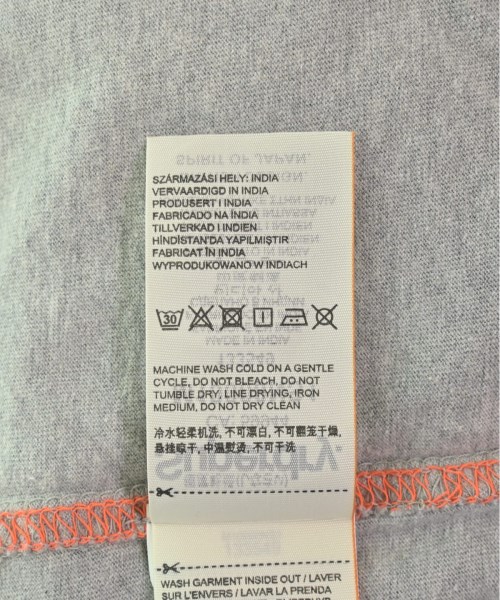 SZÁRMAZÁSI HELY: INDIA
VERVAARDIGD IN INDIA
PRODUSERT I INDIA
FABRICADO NA ÍNDIA
TILLVERKAD I INDIEN
HİNDİSTAN'DA YAPILMIŞTIR
FABRICAT ÎN INDIA
WYPRODUKOWANO W INDIACH
30
MACHINE WASH COLD ON A GENTLE
CYCLE, DO NOT BLEACH, DO NOT
TUMBLE DRY, LINE DRYING, IRON
MEDIUM, DO NOT DRY CLEAN
冷水轻柔机洗, 不可漂白, 不可翻笼干燥,
悬挂晾干, 中温熨烫, 不可干洗
WASH GARMENT INSIDE OUT / LAVER
SUR L'ENVERS / LAVAR LA PRENDA